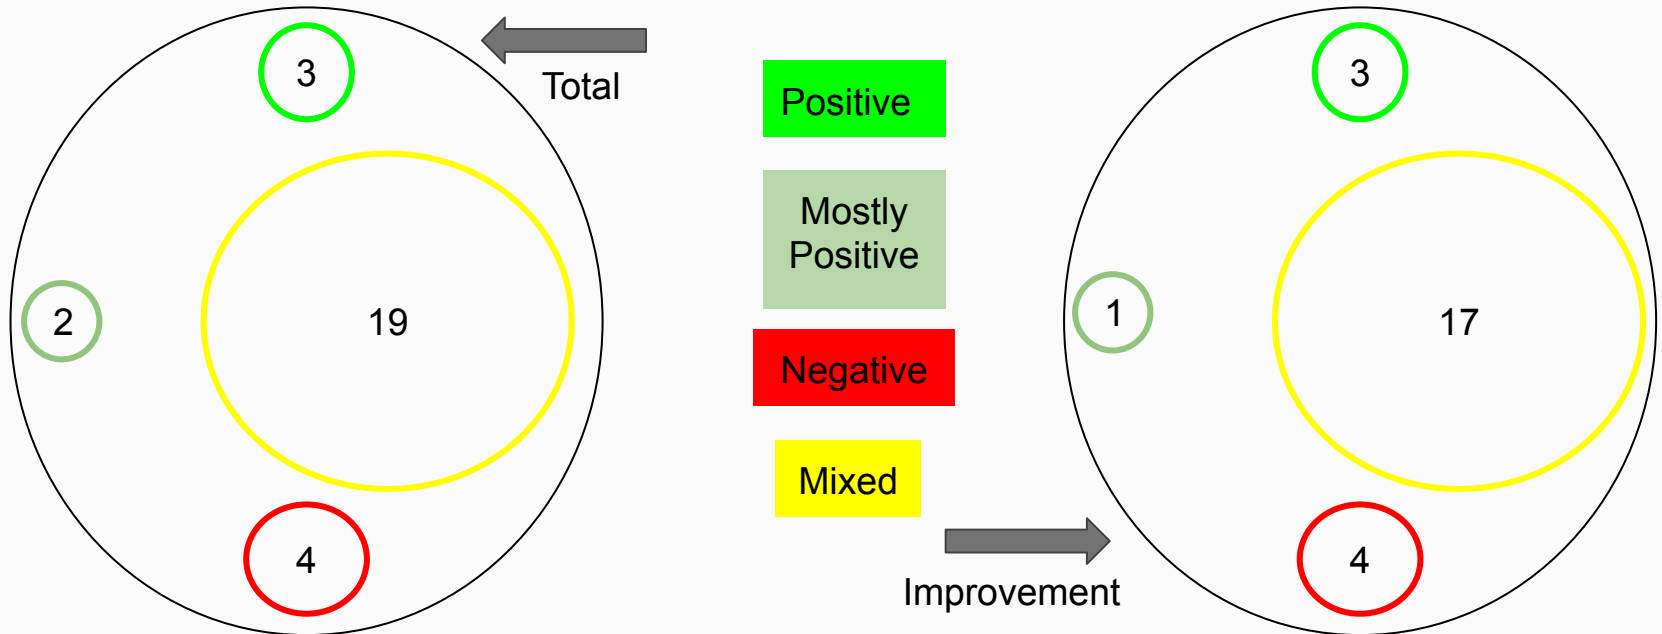 3
Total
2
19
4
Positive
Mostly
Positive
Negative
Mixed
Improvement
3
1
17
4